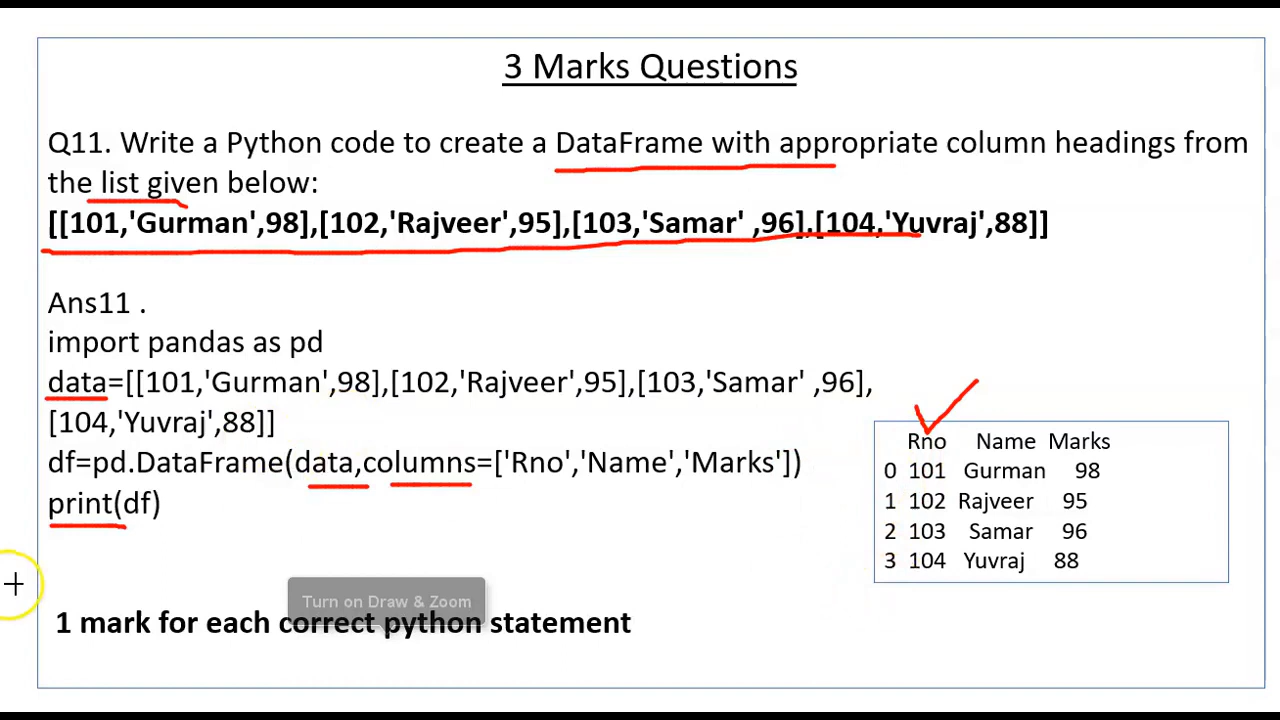 3 Marks Questions
Q11. Write a Python code to create a DataFrame with appropriate column headings from
the list given below:
[[101,'Gurman',98],[102,'Rajveer',95],[103,'Samar' ,96],[104,'Yuvraj',88]]
Ans11 .
import pandas as pd
data=[[101,'Gurman',98],[102,'Rajveer',95],[103,'Samar' ,96],
[104,'Yuvraj',88]]
df=pd.DataFrame(data,columns=['Rno','Name','Marks'])
print(df)
Rno Name Marks
0 101 Gurman 98
1 102 Rajveer 95
2 103 Samar 96
3 104 Yuvraj 88
Turn on Draw & Zoom
1 mark for each correct python statement